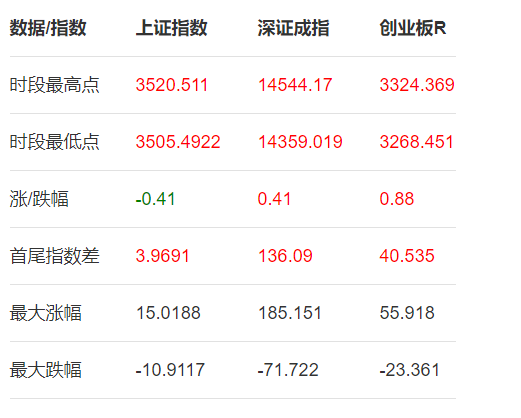 数据/指数 上证指数 深证成指 创业板R
时段最高点 3520.511 14544.17 3324.369
时段最低点 3505.4922 14359.019 3268.451
涨/跌幅 -0.41 0.41 0.88
首尾指数差 3.9691 136.09 40.535
最大涨幅 15.0188 185.151 55.918
最大跌幅 -10.9117 -71.722 -23.361